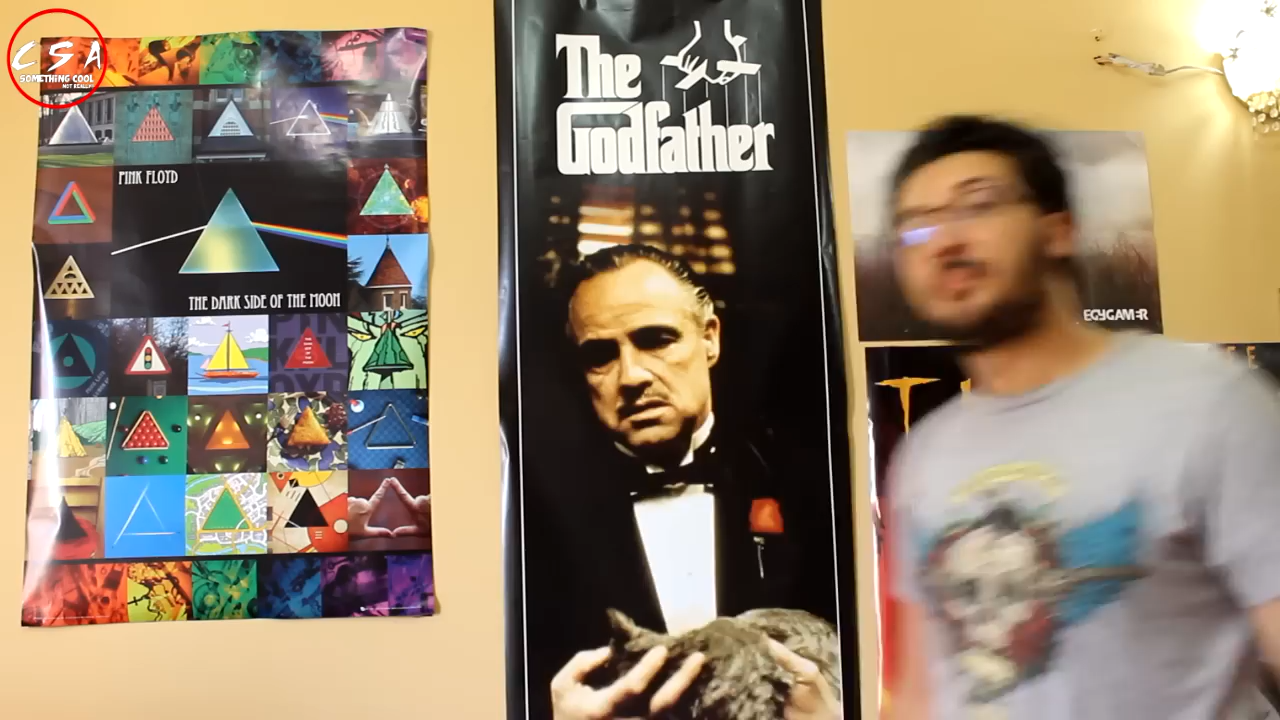 CSA
SOMETHING COOL
NOT REALLY!
PINK FLOYD
THE DARK SIDE OF THE MOON
The
Godfather
EGYGAMER